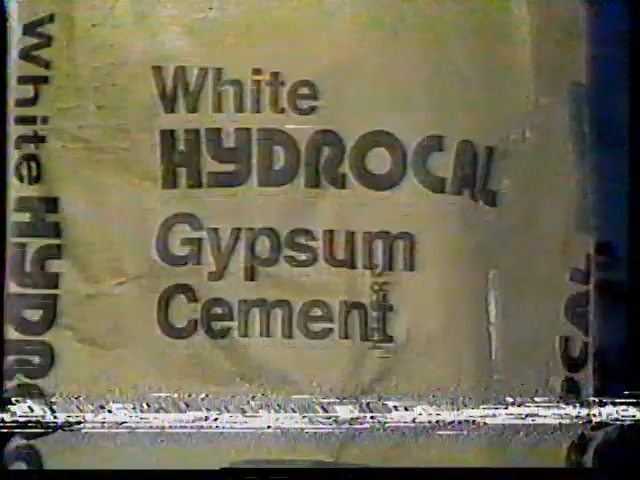 White
HYDROCAL
Gypsum
Cement
White HYDRO
CAL